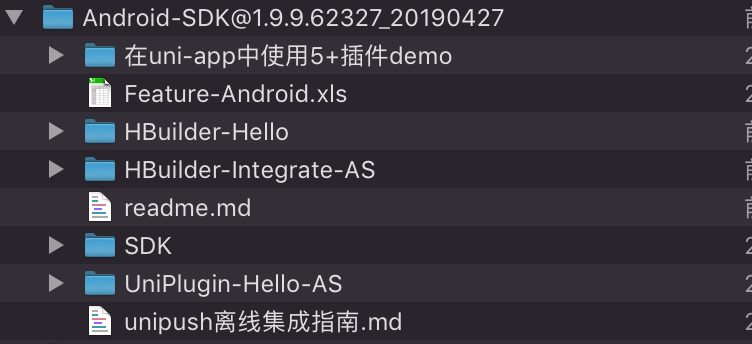 Android-SDK@1.9.9.62327_20190427
在uni-app中使用5+插件demo
Feature-Android.xls
HBuilder-Hello
HBuilder-Integrate-AS
readme.md
SDK
UniPlugin-Hello-AS
unipush离线集成指南.md